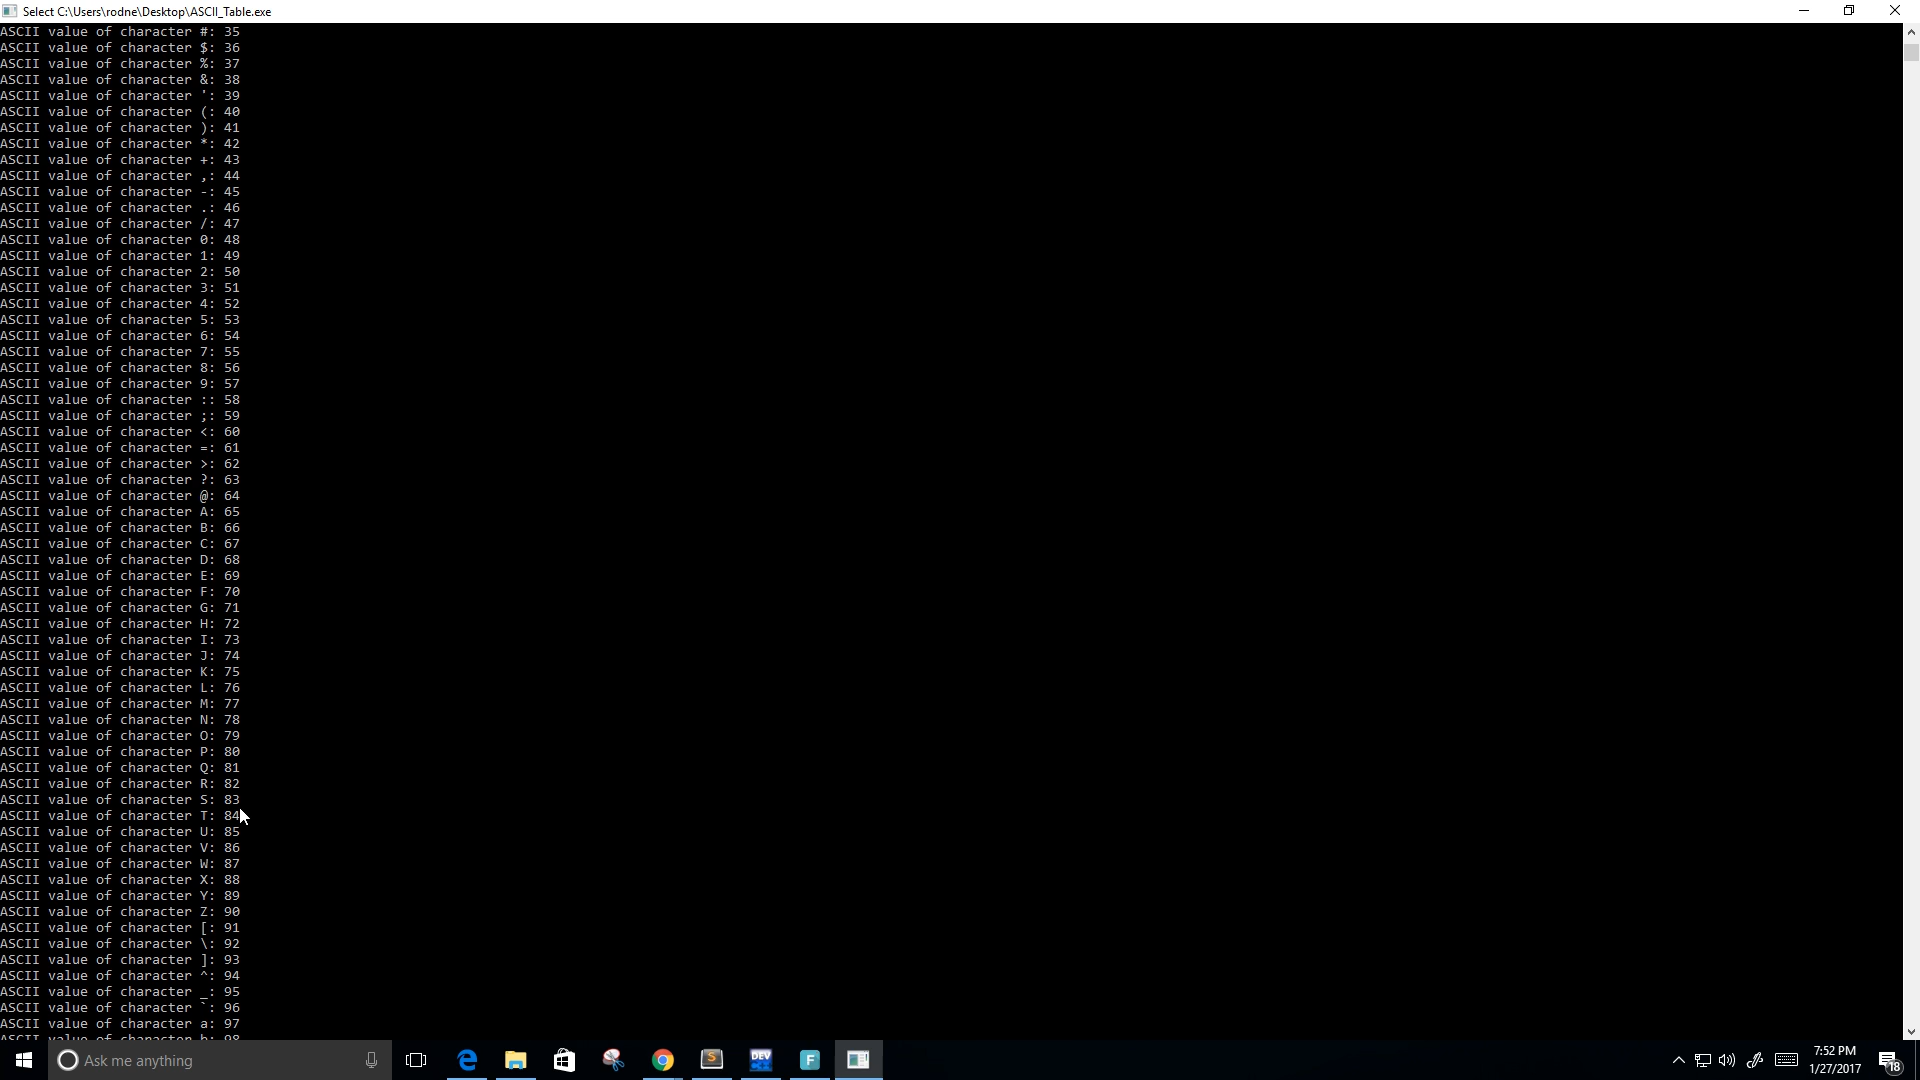 Select C:\Users\rodne\Desktop\ASCII_Table.exe
ASCII value of character #: 35
ASCII value of character $: 36
ASCII value of character %: 37
ASCII value of character &: 38
ASCII value of character ': 39
ASCII value of character (: 40
ASCII value of character ): 41
ASCII value of character *: 42
ASCII value of character +: 43
ASCII value of character ,: 44
ASCII value of character -: 45
ASCII value of character .: 46
ASCII value of character /: 47
ASCII value of character 0: 48
ASCII value of character 1: 49
ASCII value of character 2: 50
ASCII value of character 3: 51
ASCII value of character 4: 52
ASCII value of character 5: 53
ASCII value of character 6: 54
ASCII value of character 7: 55
ASCII value of character 8: 56
ASCII value of character 9: 57
ASCII value of character :: 58
ASCII value of character ;: 59
ASCII value of character <: 60
ASCII value of character =: 61
ASCII value of character >: 62
ASCII value of character ?: 63
ASCII value of character @: 64
ASCII value of character A: 65
ASCII value of character B: 66
ASCII value of character C: 67
ASCII value of character D: 68
ASCII value of character E: 69
ASCII value of character F: 70
ASCII value of character G: 71
ASCII value of character H: 72
ASCII value of character I: 73
ASCII value of character J: 74
ASCII value of character K: 75
ASCII value of character L: 76
ASCII value of character M: 77
ASCII value of character N: 78
ASCII value of character O: 79
ASCII value of character P: 80
ASCII value of character Q: 81
ASCII value of character R: 82
ASCII value of character S: 83
ASCII value of character T: 84
ASCII value of character U: 85
ASCII value of character V: 86
ASCII value of character W: 87
ASCII value of character X: 88
ASCII value of character Y: 89
ASCII value of character Z: 90
ASCII value of character [: 91
ASCII value of character \: 92
ASCII value of character ]: 93
ASCII value of character ^: 94
ASCII value of character _: 95
ASCII value of character `: 96
ASCII value of character a: 97
ASCII value of character b: 98
Ask me anything
S
DEV
F
7:52 PM
1/27/2017
18